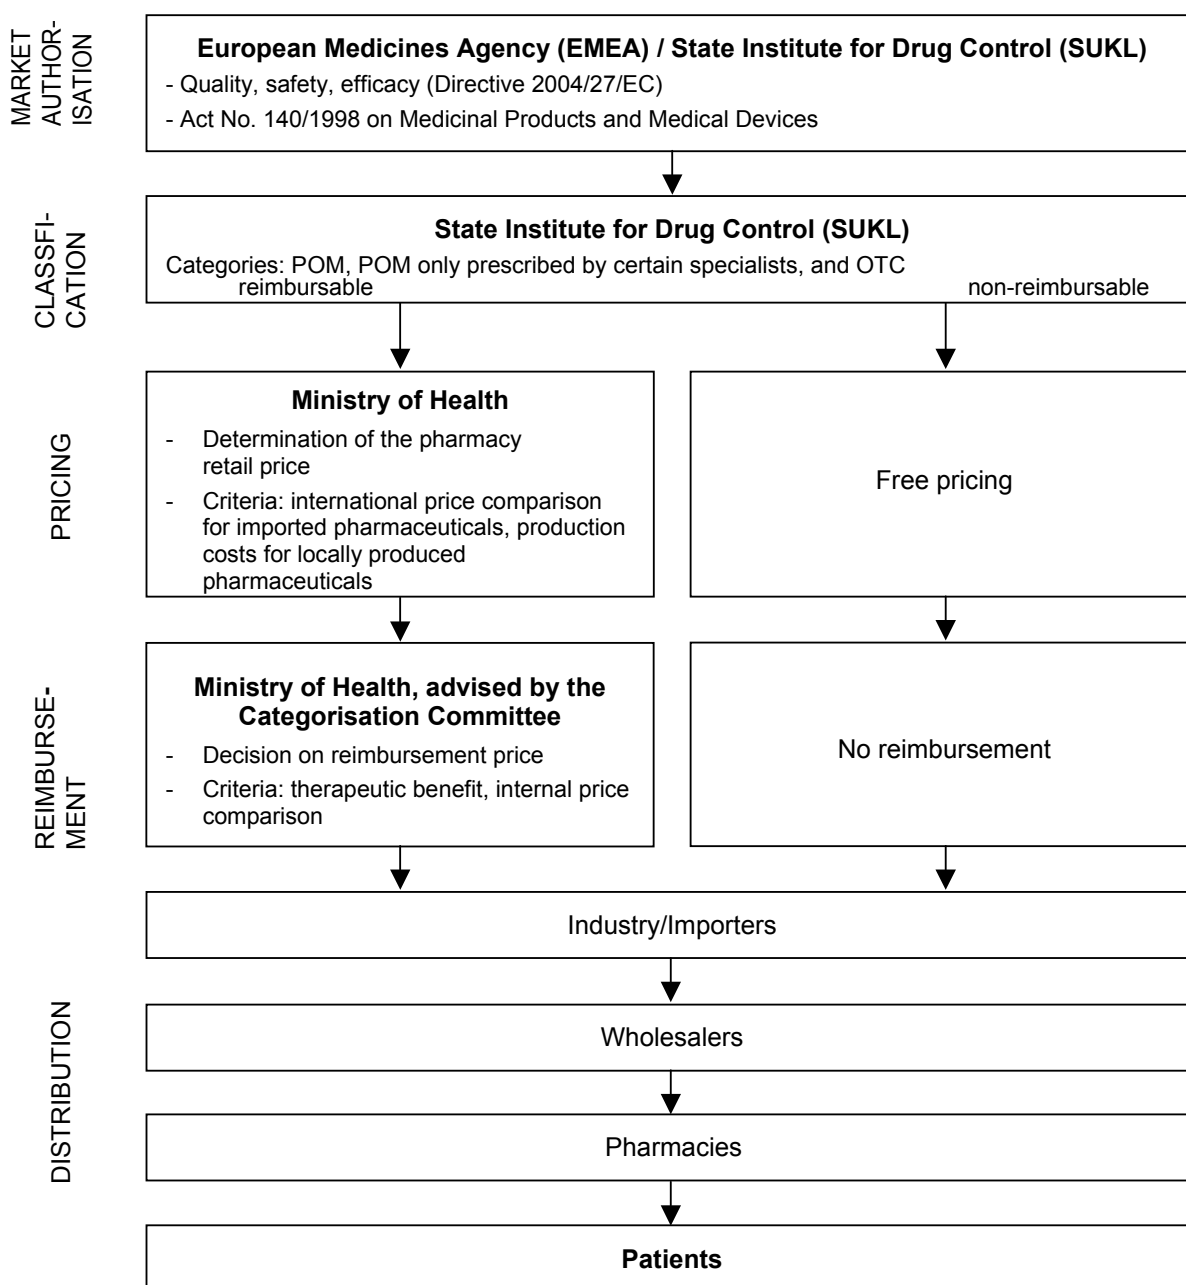 MARKET
AUTHOR-
ISATION
European Medicines Agency (EMEA) / State Institute for Drug Control (SUKL)
- Quality, safety, efficacy (Directive 2004/27/EC)
- Act No. 140/1998 on Medicinal Products and Medical Devices
CLASSFI-
CATION
State Institute for Drug Control (SUKL)
Categories: POM, POM only prescribed by certain specialists, and OTC
reimbursable
non-reimbursable
PRICING
Ministry of Health
- Determination of the pharmacy
retail price
- Criteria: international price comparison
for imported pharmaceuticals, production
costs for locally produced
pharmaceuticals
Free pricing
REIMBURSE-
MENT
Ministry of Health, advised by the
Categorisation Committee
- Decision on reimbursement price
- Criteria: therapeutic benefit, internal price
comparison
No reimbursement
DISTRIBUTION
Industry/Importers
Wholesalers
Pharmacies
Patients